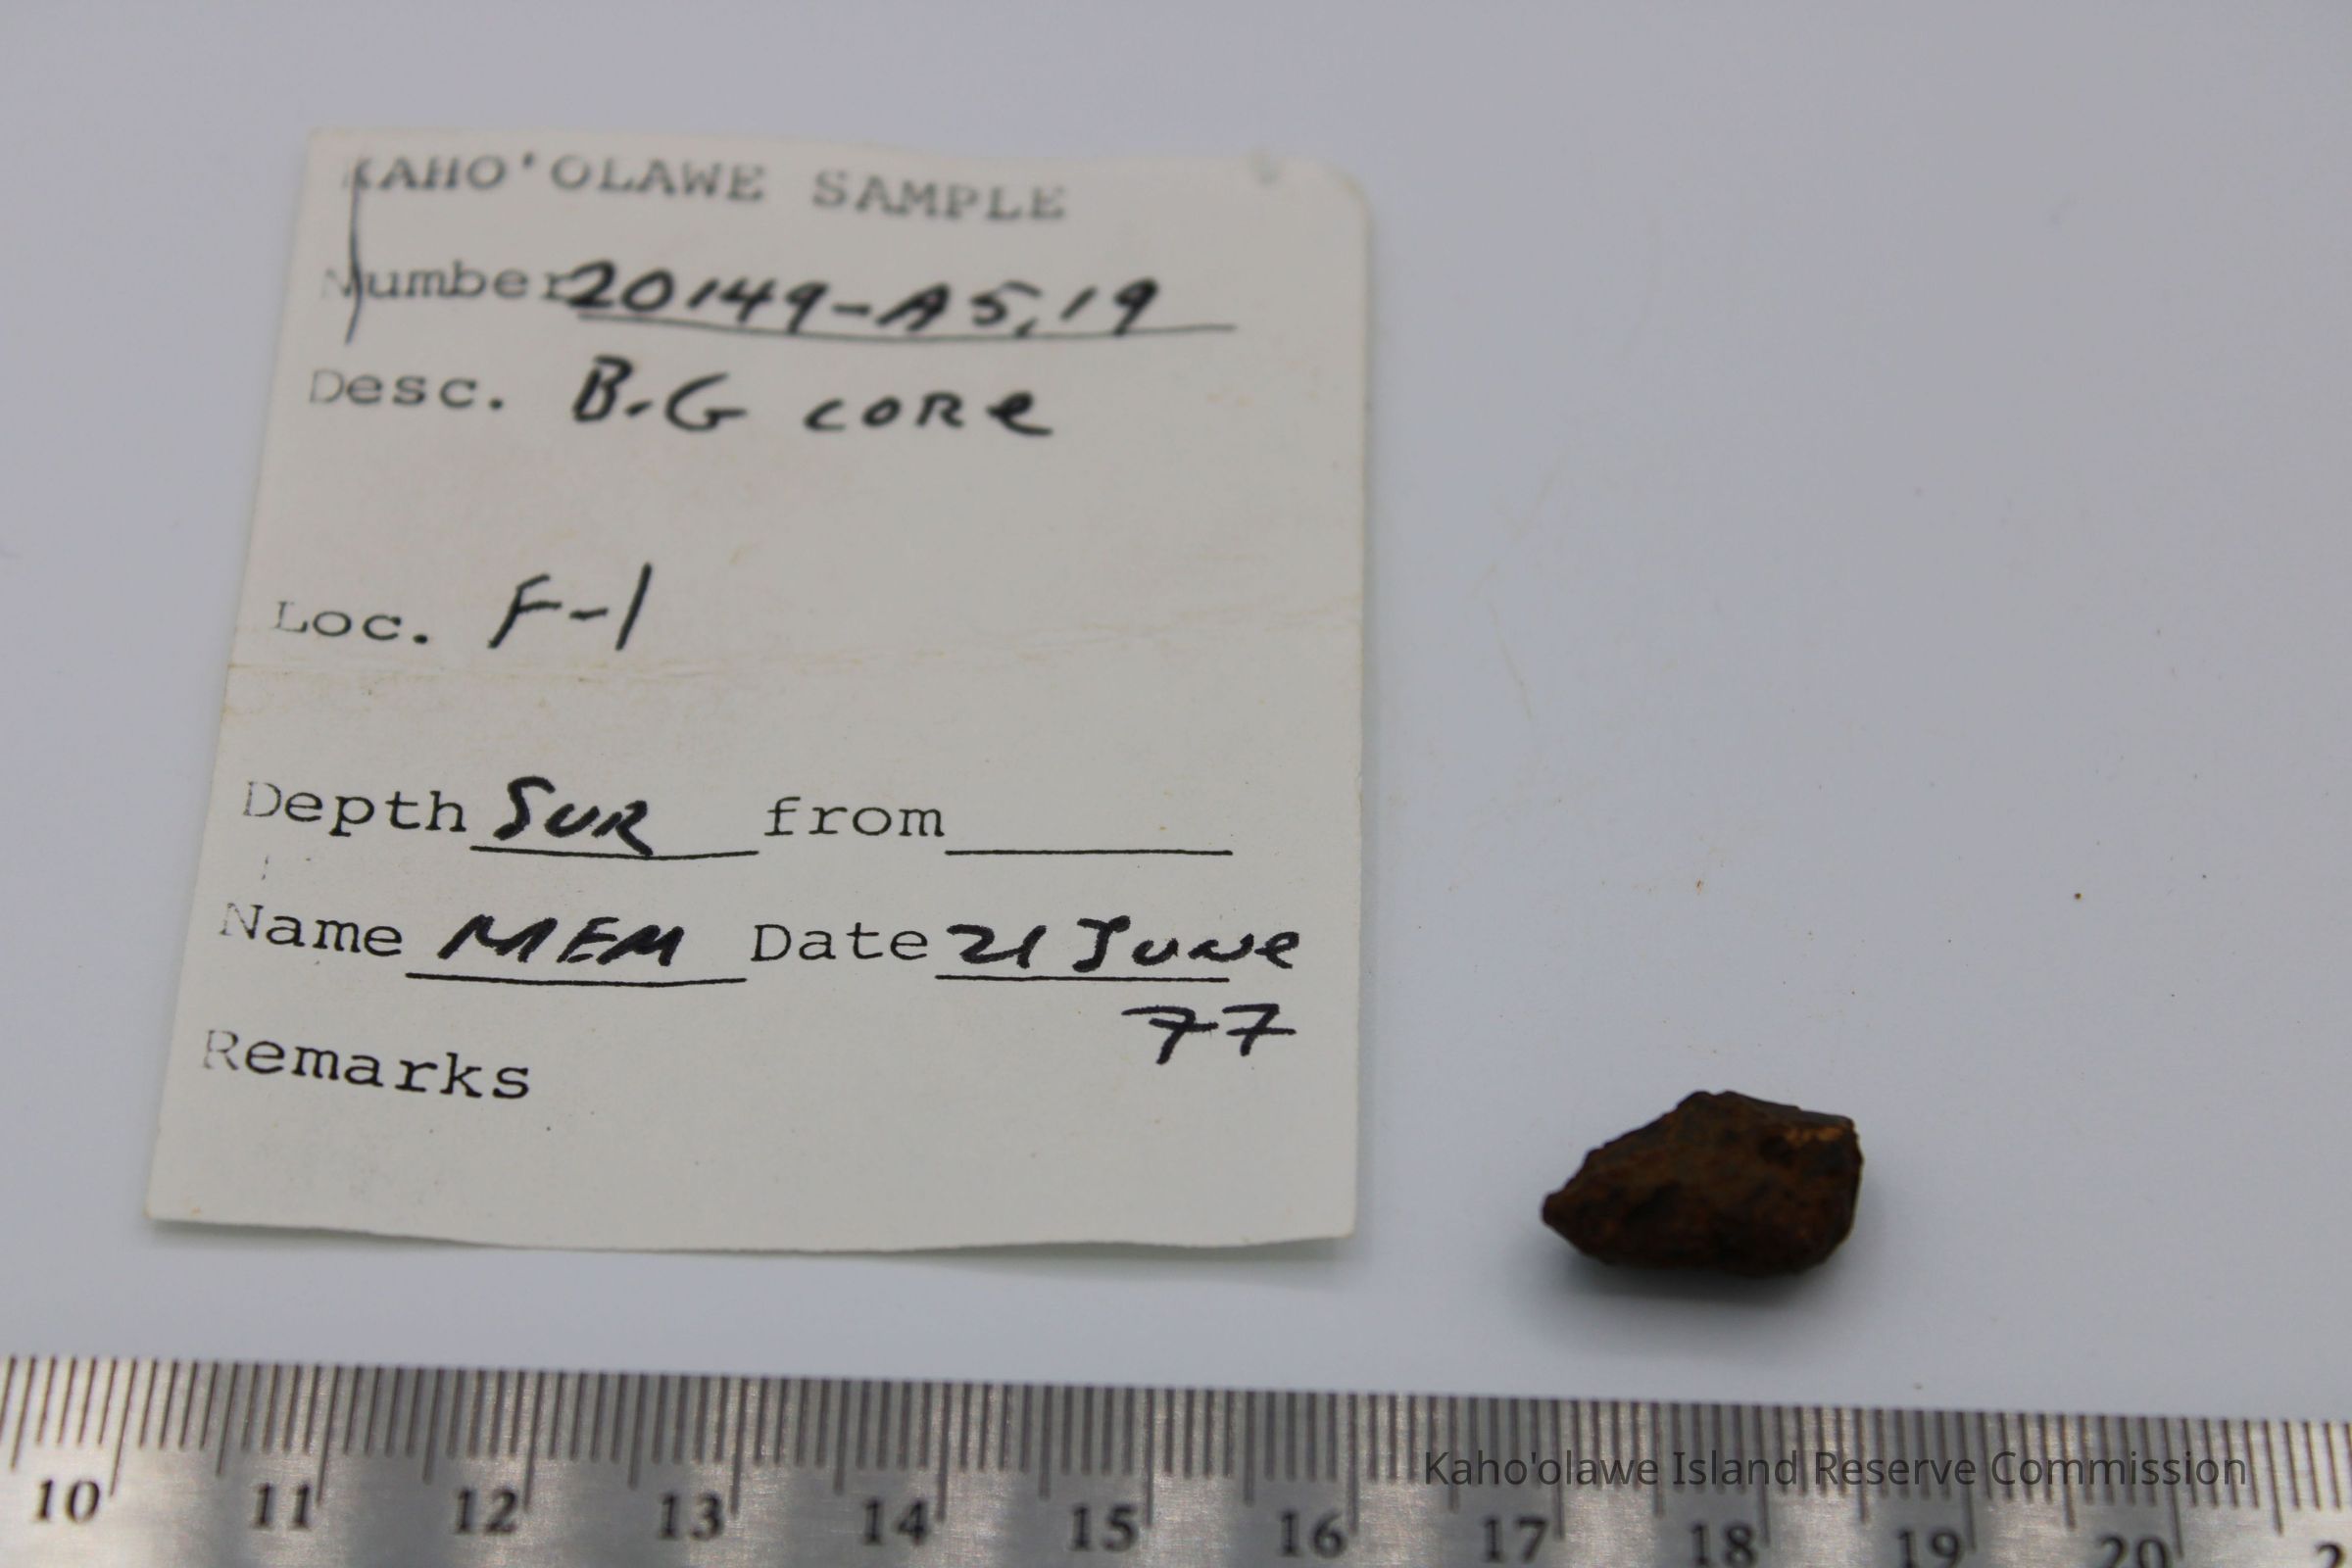 KAHO'OLAWE SAMPLE
Number 20149-A5,19
Desc. B.G core
Loc. F-1
Depth SUR from
Name MEM Date 21 June
77
Remarks
Kaho'olawe Island Reserve Commission
10 11 12 13 14 15 16 17 18 19 20